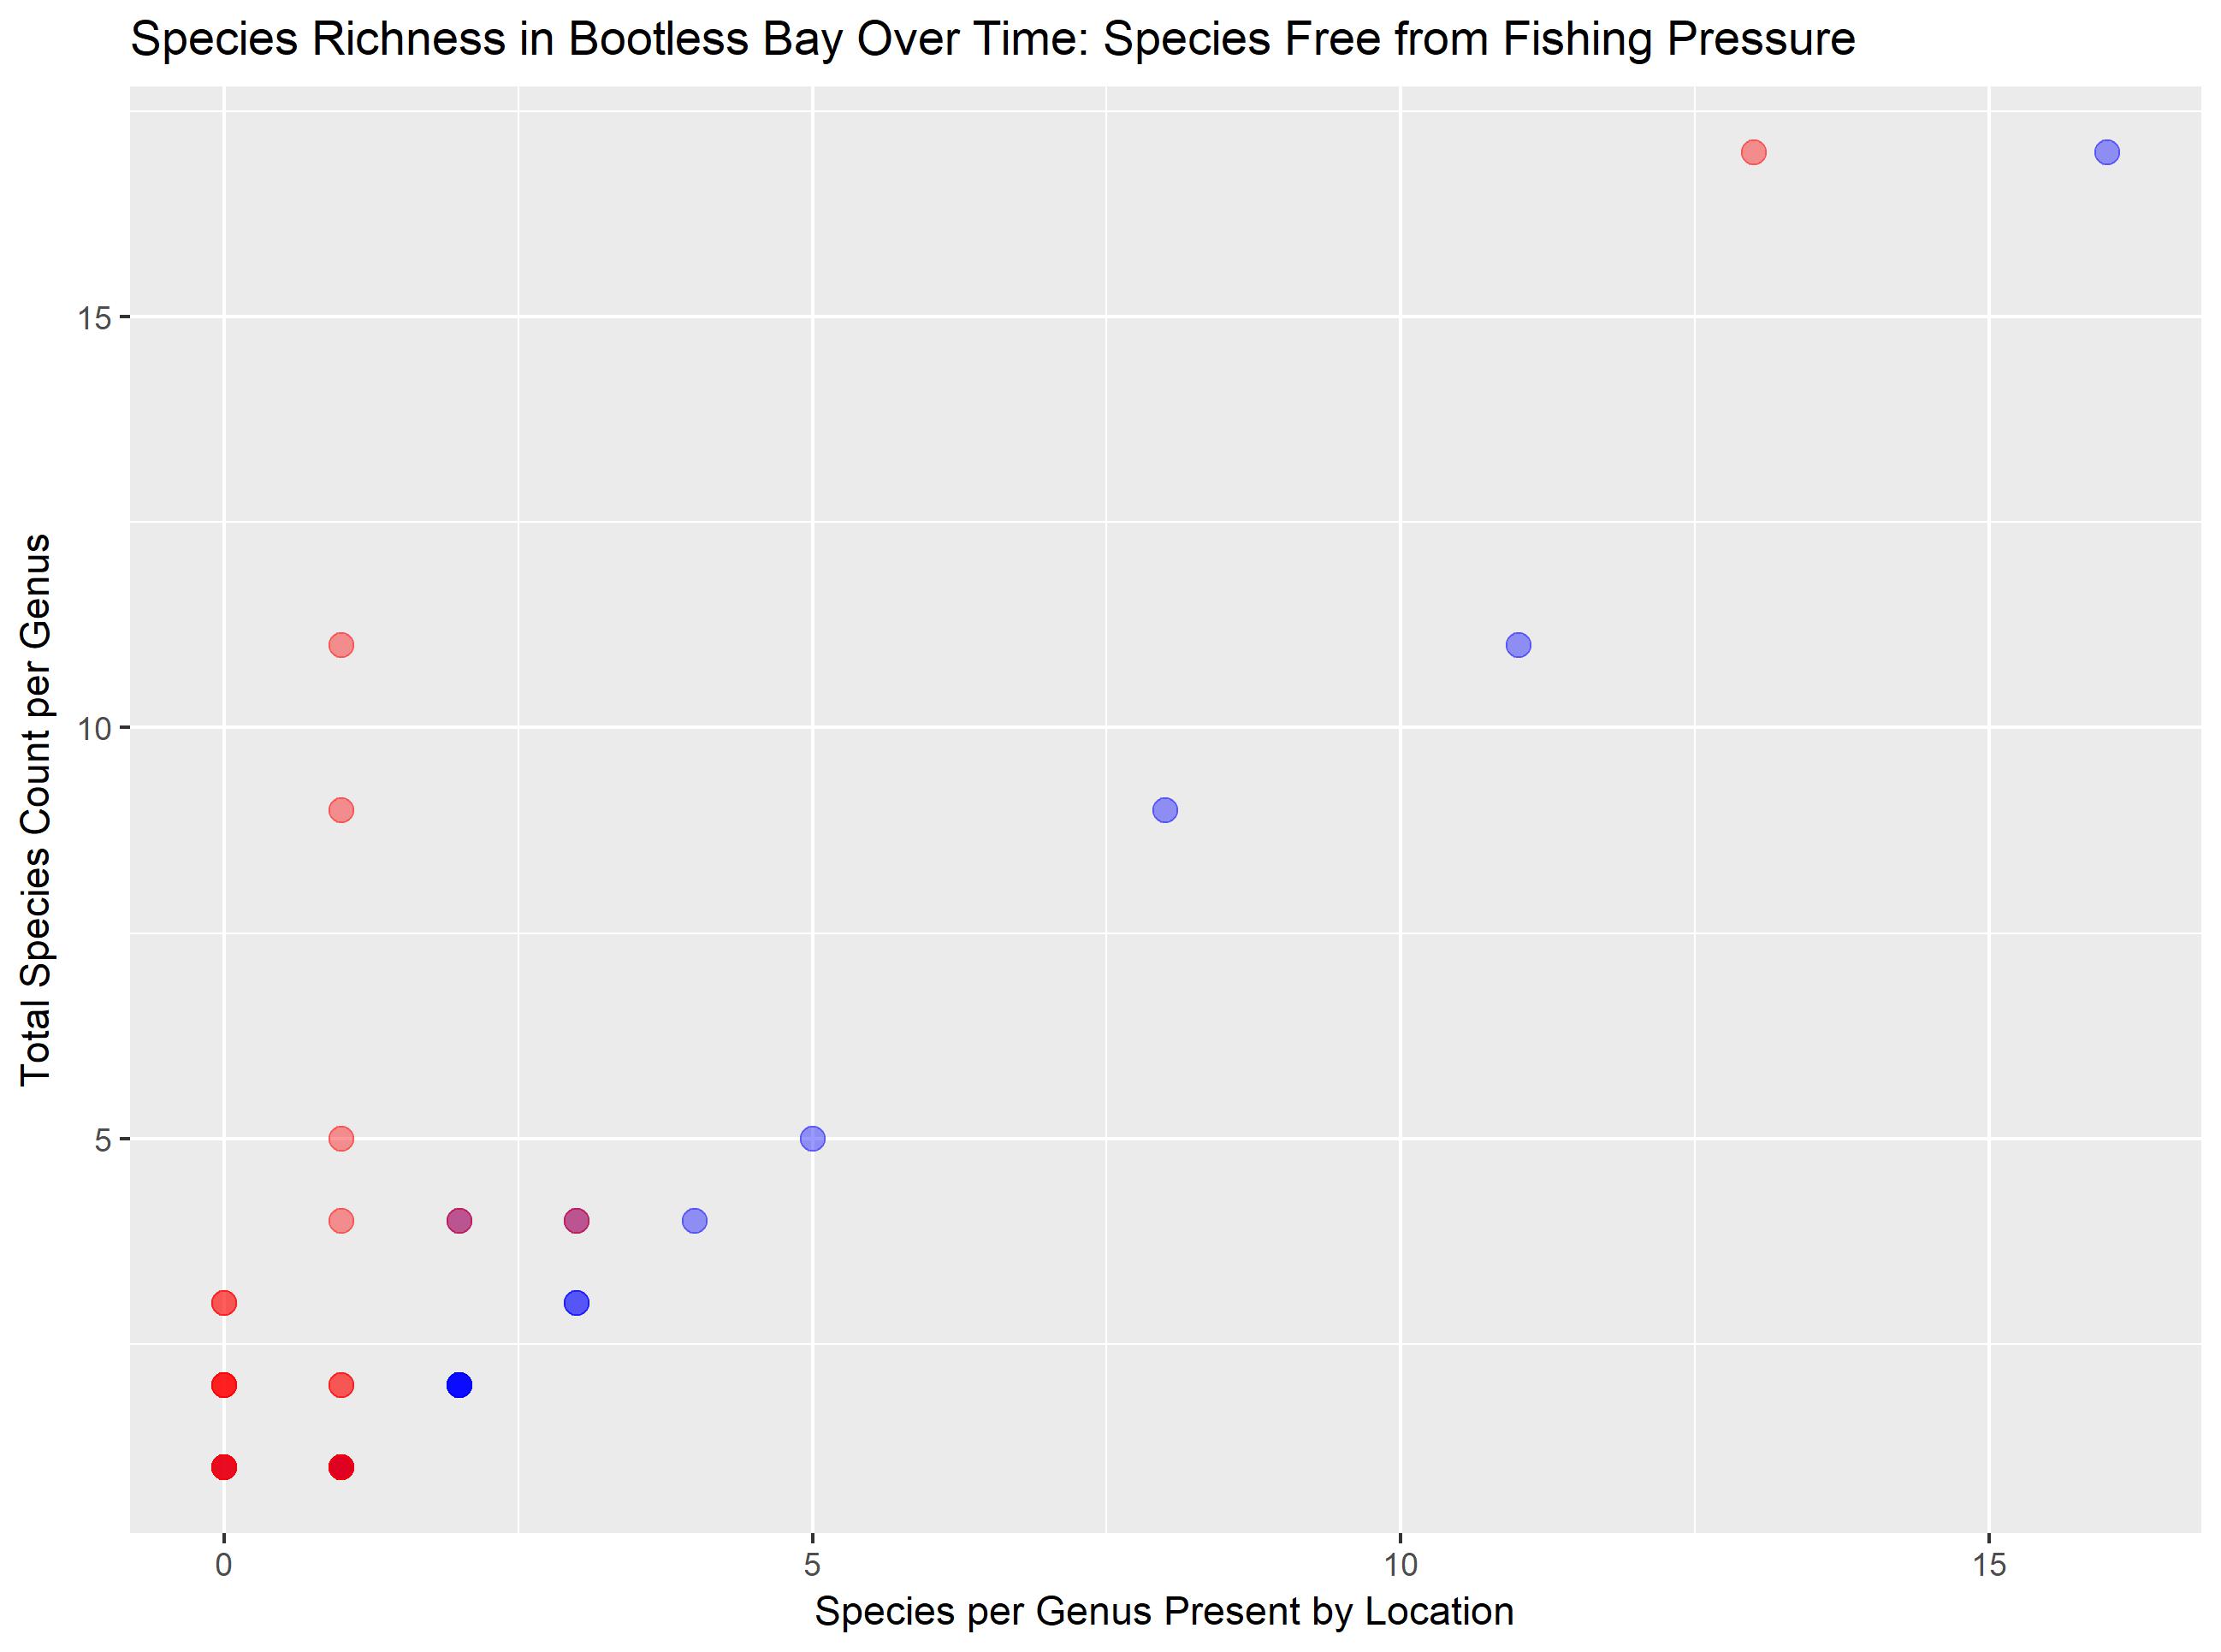 Species Richness in Bootless Bay Over Time: Species Free from Fishing Pressure
Total Species Count per Genus
15
10
5
0
5
10
15
Species per Genus Present by Location